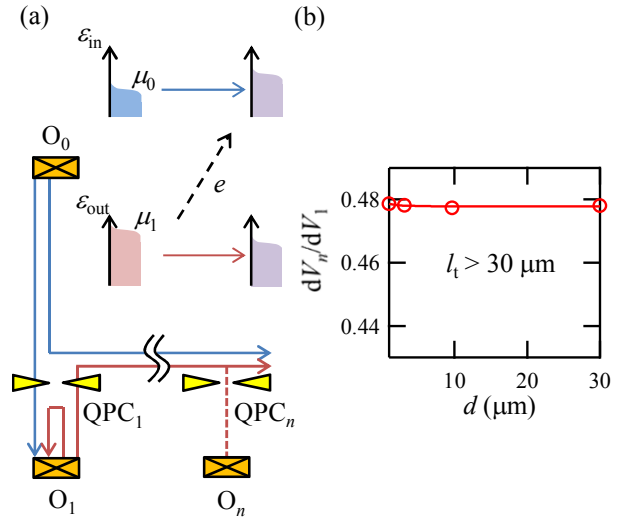 (a)
ε_in
μ_0
O_0
e
ε_out
μ_1
QPC_1
QPC_n
O_1
O_n
(b)
0.48
0.46
0.44
dV_n/dV_1
l_t > 30 μm
10
20
30
d (μm)